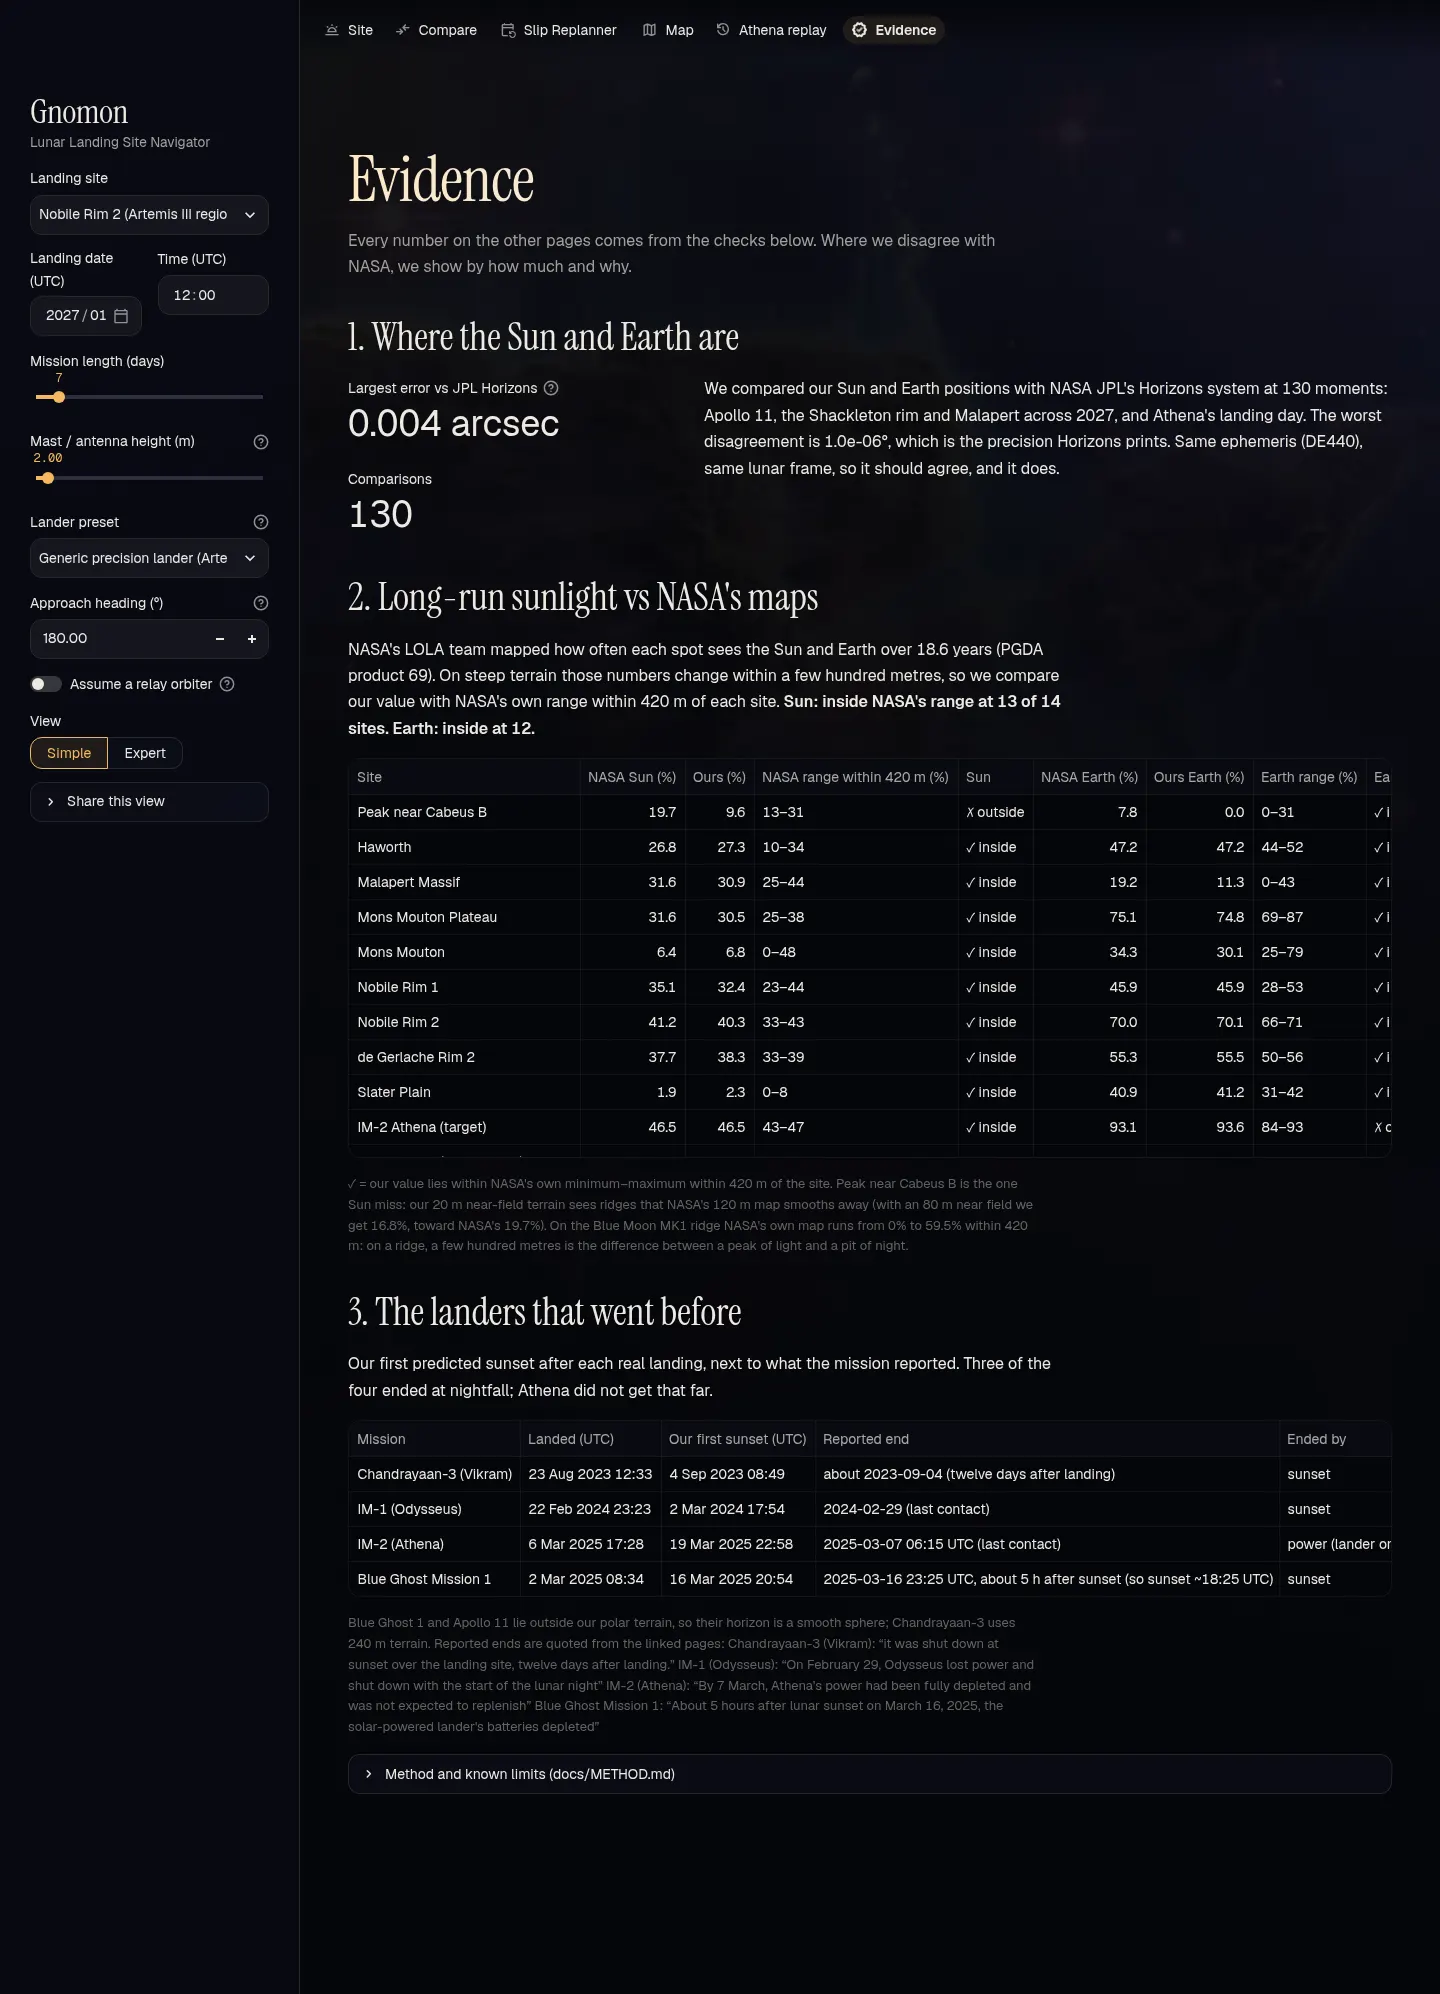 Site
Compare
Slip Replanner
Map
Athena replay
Evidence
Gnomon
Lunar Landing Site Navigator
Landing site
Nobile Rim 2 (Artemis III regio
Landing date
(UTC)
Time (UTC)
2027/01
12:00
Mission length (days)
7
Mast / antenna height (m)
2.00
Lander preset
Generic precision lander (Arte
Approach heading (°)
180.00
Assume a relay orbiter
View
Simple Expert
Share this view
Evidence
Every number on the other pages comes from the checks below. Where we disagree with
NASA, we show by how much and why.
1. Where the Sun and Earth are
Largest error vs JPL Horizons
0.004 arcsec
Comparisons
130
We compared our Sun and Earth positions with NASA JPL's Horizons system at 130 moments:
Apollo 11, the Shackleton rim and Malapert across 2027, and Athena's landing day. The worst
disagreement is 1.0e-06°, which is the precision Horizons prints. Same ephemeris (DE440),
same lunar frame, so it should agree, and it does.
2. Long-run sunlight vs NASA's maps
NASA's LOLA team mapped how often each spot sees the Sun and Earth over 18.6 years (PGDA
product 69). On steep terrain those numbers change within a few hundred metres, so we compare
our value with NASA's own range within 420 m of each site. Sun: inside NASA's range at 13 of 14
sites. Earth: inside at 12.
Site NASA Sun (%) Ours (%) NASA range within 420 m (%) Sun NASA Earth (%) Ours Earth (%) Earth range (%) Ea
Peak near Cabeus B 19.7 9.6 13–31 ✗ outside 7.8 0.0 0–31 ✓ i
Haworth 26.8 27.3 10–34 ✓ inside 47.2 47.2 44–52 ✓ i
Malapert Massif 31.6 30.9 25–44 ✓ inside 19.2 11.3 0–43 ✓ i
Mons Mouton Plateau 31.6 30.5 25–38 ✓ inside 75.1 74.8 69–87 ✓ i
Mons Mouton 6.4 6.8 0–48 ✓ inside 34.3 30.1 25–79 ✓ i
Nobile Rim 1 35.1 32.4 23–44 ✓ inside 45.9 45.9 28–53 ✓ i
Nobile Rim 2 41.2 40.3 33–43 ✓ inside 70.0 70.1 66–71 ✓ i
de Gerlache Rim 2 37.7 38.3 33–39 ✓ inside 55.3 55.5 50–56 ✓ i
Slater Plain 1.9 2.3 0–8 ✓ inside 40.9 41.2 31–42 ✓ i
IM-2 Athena (target) 46.5 46.5 43–47 ✓ inside 93.1 93.6 84–93 ✗ o
✓ = our value lies within NASA's own minimum–maximum within 420 m of the site. Peak near Cabeus B is the one
Sun miss: our 20 m near-field terrain sees ridges that NASA's 120 m map smooths away (with an 80 m near field we
get 16.8%, toward NASA's 19.7%). On the Blue Moon MK1 ridge NASA's own map runs from 0% to 59.5% within 420
m: on a ridge, a few hundred metres is the difference between a peak of light and a pit of night.
3. The landers that went before
Our first predicted sunset after each real landing, next to what the mission reported. Three of the
four ended at nightfall; Athena did not get that far.
Mission Landed (UTC) Our first sunset (UTC) Reported end Ended by
Chandrayaan-3 (Vikram) 23 Aug 2023 12:33 4 Sep 2023 08:49 about 2023-09-04 (twelve days after landing) sunset
IM-1 (Odysseus) 22 Feb 2024 23:23 2 Mar 2024 17:54 2024-02-29 (last contact) sunset
IM-2 (Athena) 6 Mar 2025 17:28 19 Mar 2025 22:58 2025-03-07 06:15 UTC (last contact) power (lander or
Blue Ghost Mission 1 2 Mar 2025 08:34 16 Mar 2025 20:54 2025-03-16 23:25 UTC, about 5 h after sunset (so sunset ~18:25 UTC) sunset
Blue Ghost 1 and Apollo 11 lie outside our polar terrain, so their horizon is a smooth sphere; Chandrayaan-3 uses
240 m terrain. Reported ends are quoted from the linked pages: Chandrayaan-3 (Vikram): “it was shut down at
sunset over the landing site, twelve days after landing.” IM-1 (Odysseus): “On February 29, Odysseus lost power and
shut down with the start of the lunar night” IM-2 (Athena): “By 7 March, Athena's power had been fully depleted and
was not expected to replenish” Blue Ghost Mission 1: “About 5 hours after lunar sunset on March 16, 2025, the
solar-powered lander's batteries depleted”
Method and known limits (docs/METHOD.md)